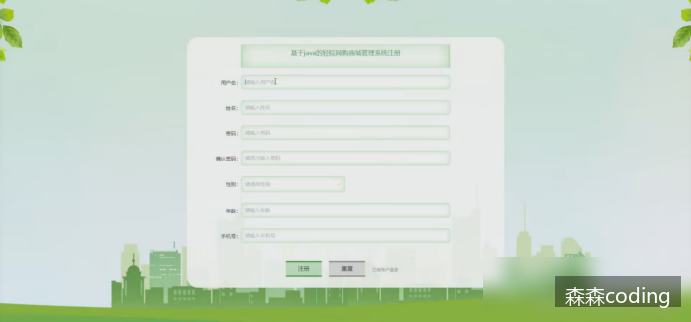 基于java的轻院网购商城管理系统注册
用户名:
请输入用户名
姓名:
请输入姓名
密码:
请输入密码
确认密码:
请再次输入密码
性别:
请选择性别
年龄:
请输入年龄
手机号:
请输入手机号
注册 重置 已有账户登录
森森coding